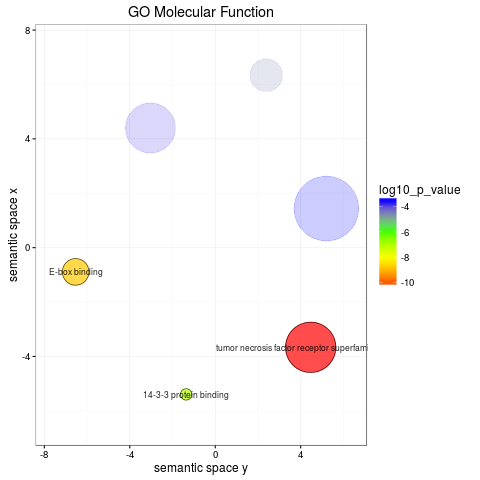 GO Molecular Function
8
4
0
-4
semantic space x
E-box binding
tumor necrosis factor receptor superfami
14-3-3 protein binding
-8
-4
0
4
semantic space y
log10_p_value
-4
-6
-8
-10